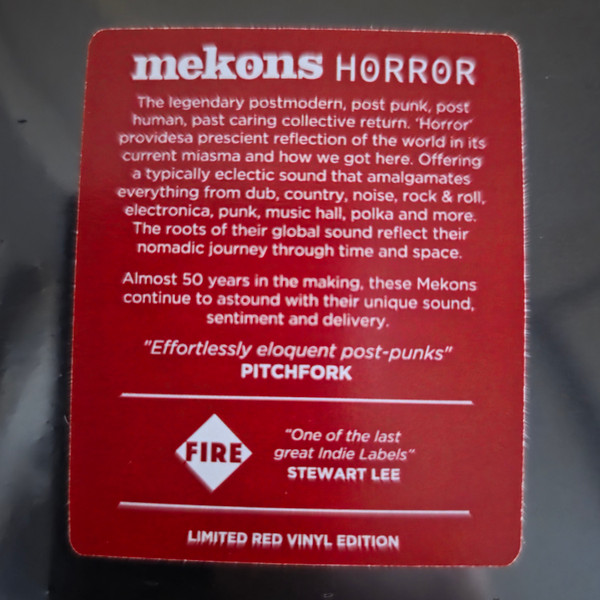 mekons HORROR
The legendary postmodern, post punk, post
human, past caring collective return. 'Horror'
providesa prescient reflection of the world in its
current miasma and how we got here. Offering
a typically eclectic sound that amalgamates
everything from dub, country, noise, rock & roll,
electronica, punk, music hall, polka and more.
The roots of their global sound reflect their
nomadic journey through time and space.
Almost 50 years in the making, these Mekons
continue to astound with their unique sound,
sentiment and delivery.
"Effortlessly eloquent post-punks"
PITCHFORK
FIRE
"One of the last
great Indie Labels"
STEWART LEE
LIMITED RED VINYL EDITION